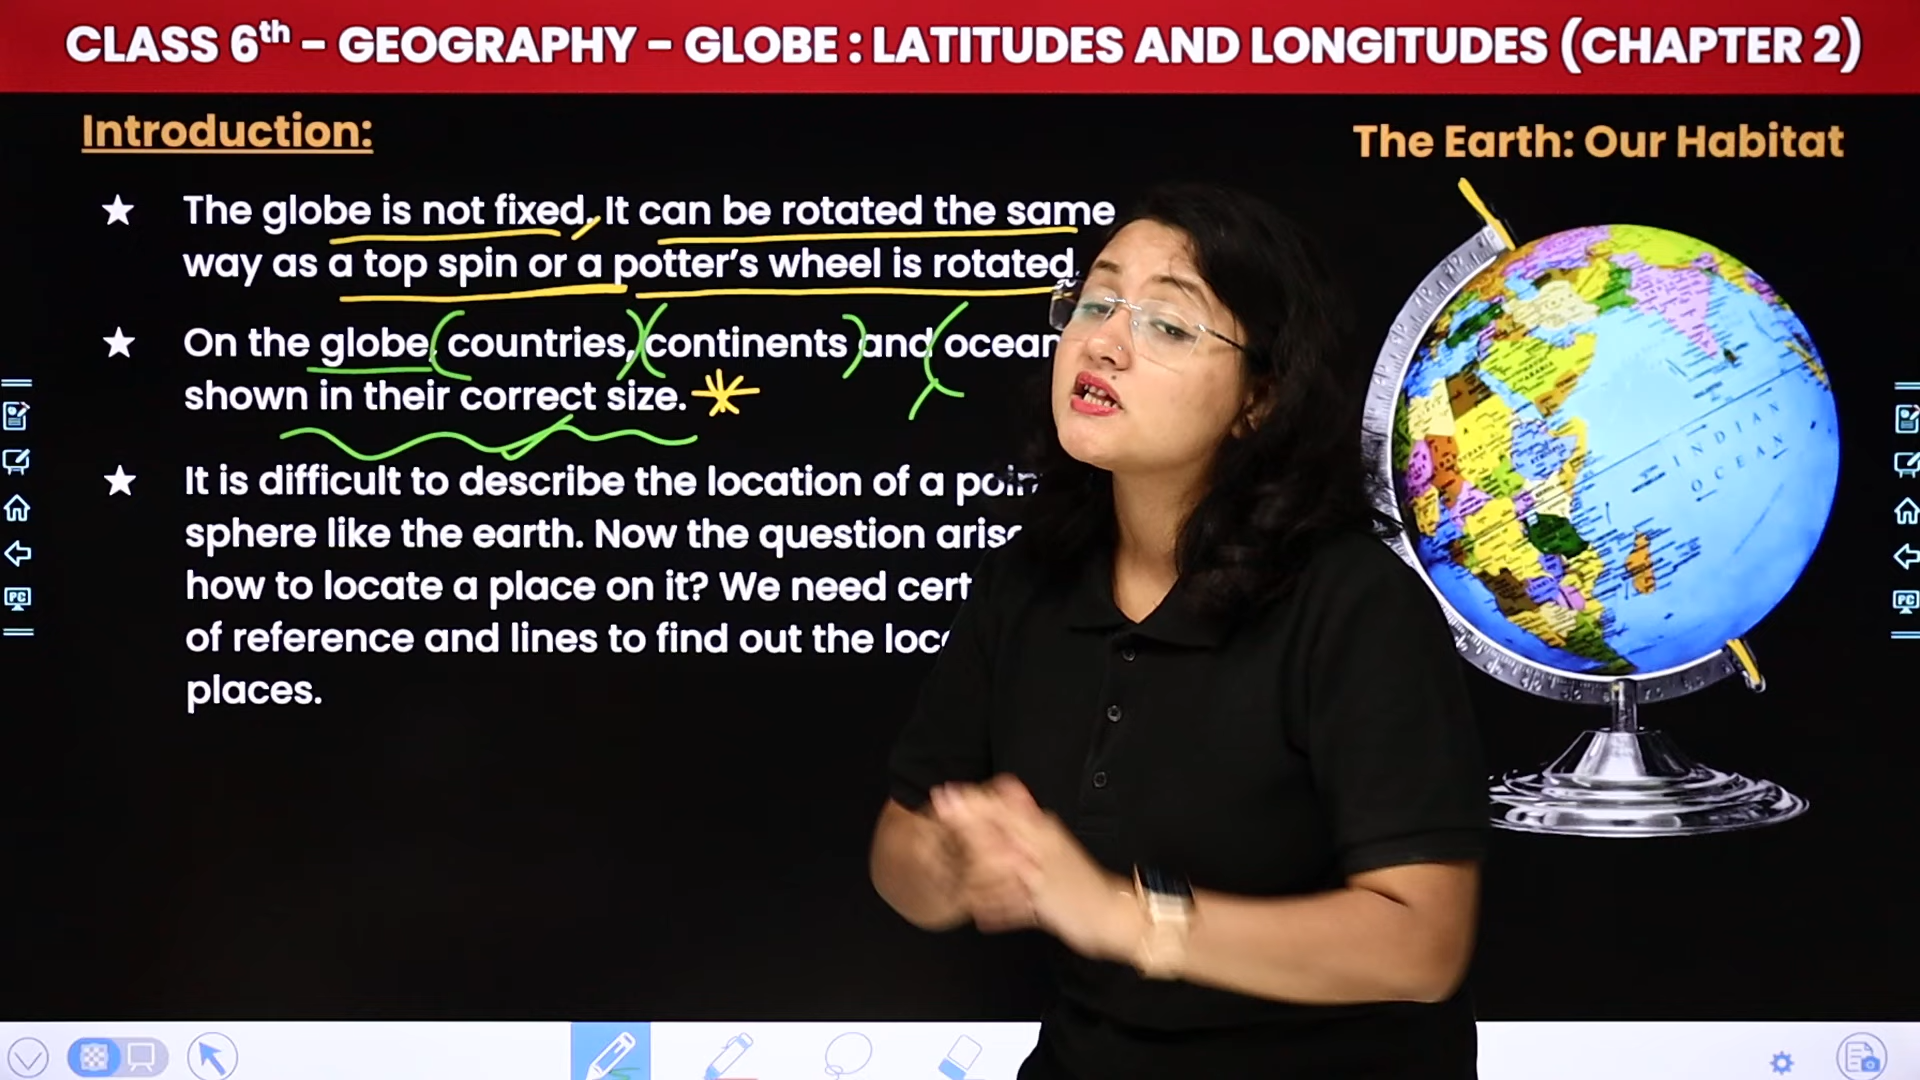 CLASS 6th – GEOGRAPHY – GLOBE : LATITUDES AND LONGITUDES (CHAPTER 2)
Introduction:
The Earth: Our Habitat
★ The globe is not fixed. It can be rotated the same
way as a top spin or a potter's wheel is rotated.
★ On the globe, countries, continents and
shown in their correct size.
★ It is difficult to describe the location of a
sphere like the earth. Now the question
how to locate a place on it? We need
of reference and lines to find out the
places.
INDIAN
OCEAN
PC
PC